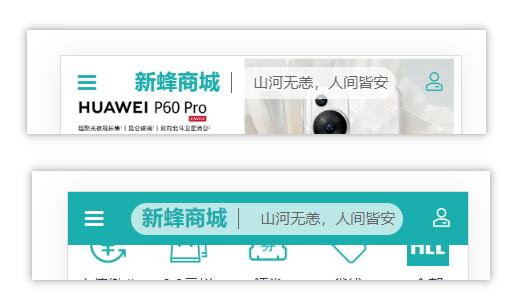 新蜂商城 | 山河无恙，人间皆安
HUAWEI P60 Pro
超聚光夜视长焦! | 昆仑玻璃! | 双向北斗卫星消息!
新蜂商城 | 山河无恙，人间皆安
券
ALL